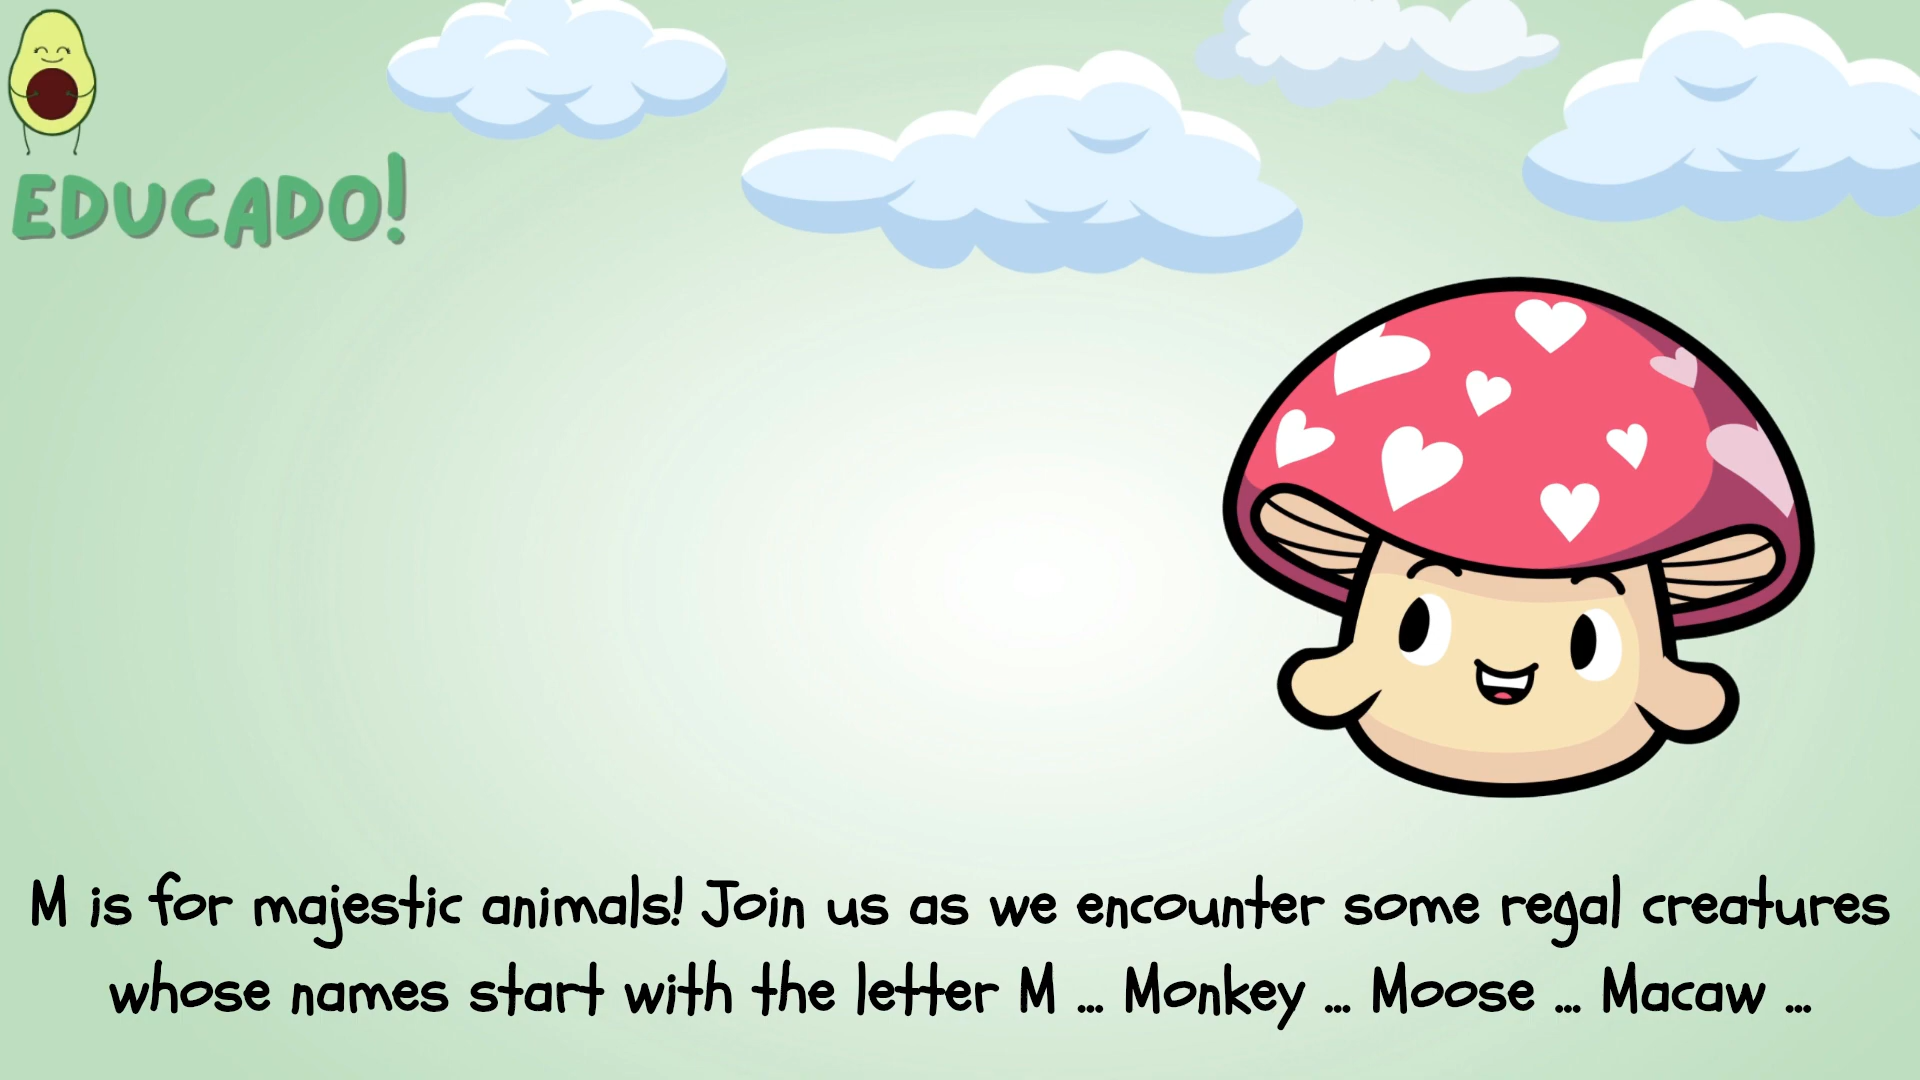 EDUCADO!
M is for majestic animals! Join us as we encounter some regal creatures
whose names start with the letter M ... Monkey ... Moose ... Macaw ...